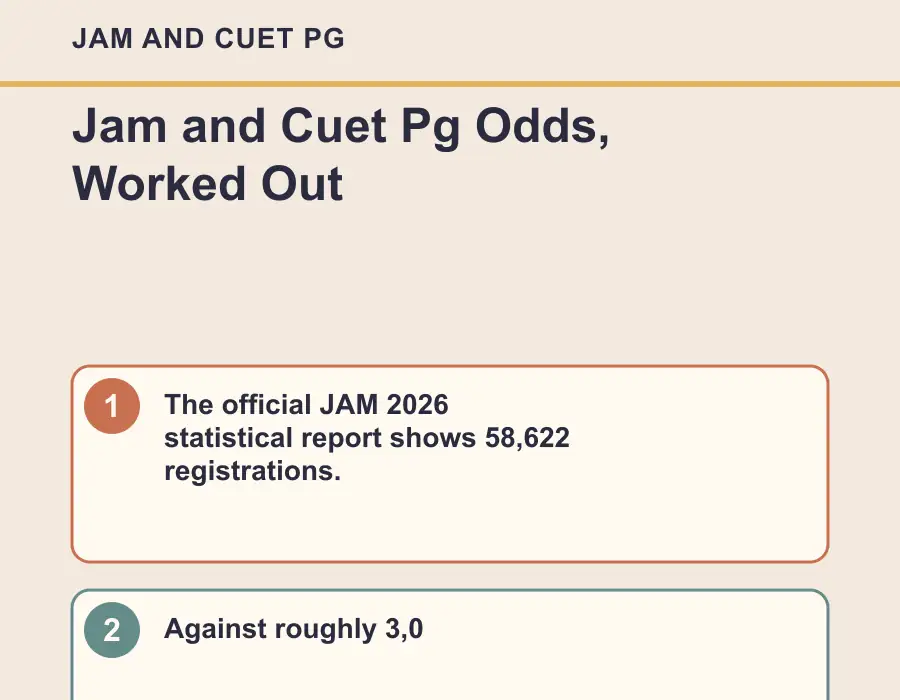 JAM AND CUET PG
Jam and Cuet Pg Odds,
Worked Out
1
The official JAM 2026
statistical report shows 58,622
registrations.
2
Against roughly 3,0